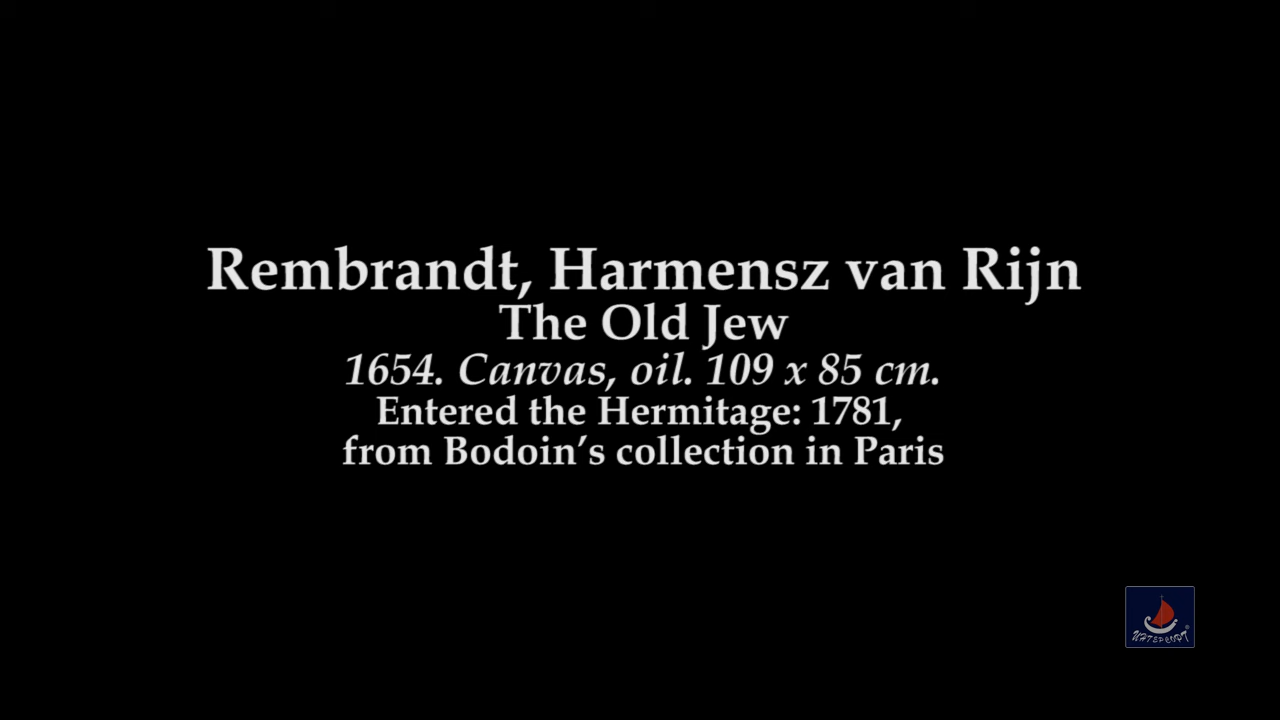 Rembrandt, Harmensz van Rijn
The Old Jew
1654. Canvas, oil. 109 x 85 cm.
Entered the Hermitage: 1781,
from Bodoin’s collection in Paris